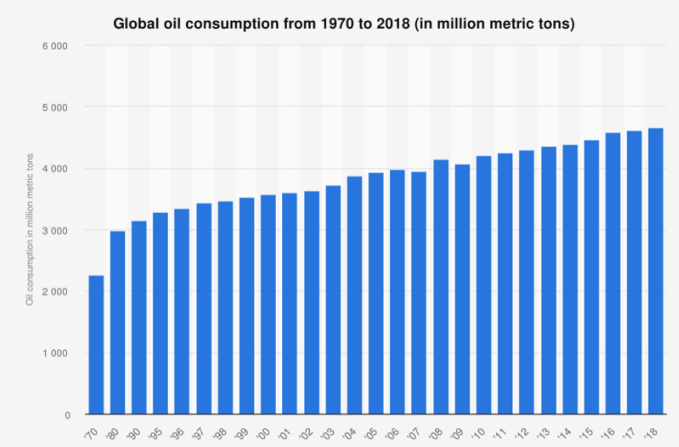 Global oil consumption from 1970 to 2018 (in million metric tons)
Oil consumption in million metric tons
6 000
5 000
4 000
3 000
2 000
1 000
0
'70 '80 '90 '95 '96 '97 '98 '99 '00 '01 '02 '03 '04 '05 '06 '07 '08 '09 '10 '11 '12 '13 '14 '15 '16 '17 '18